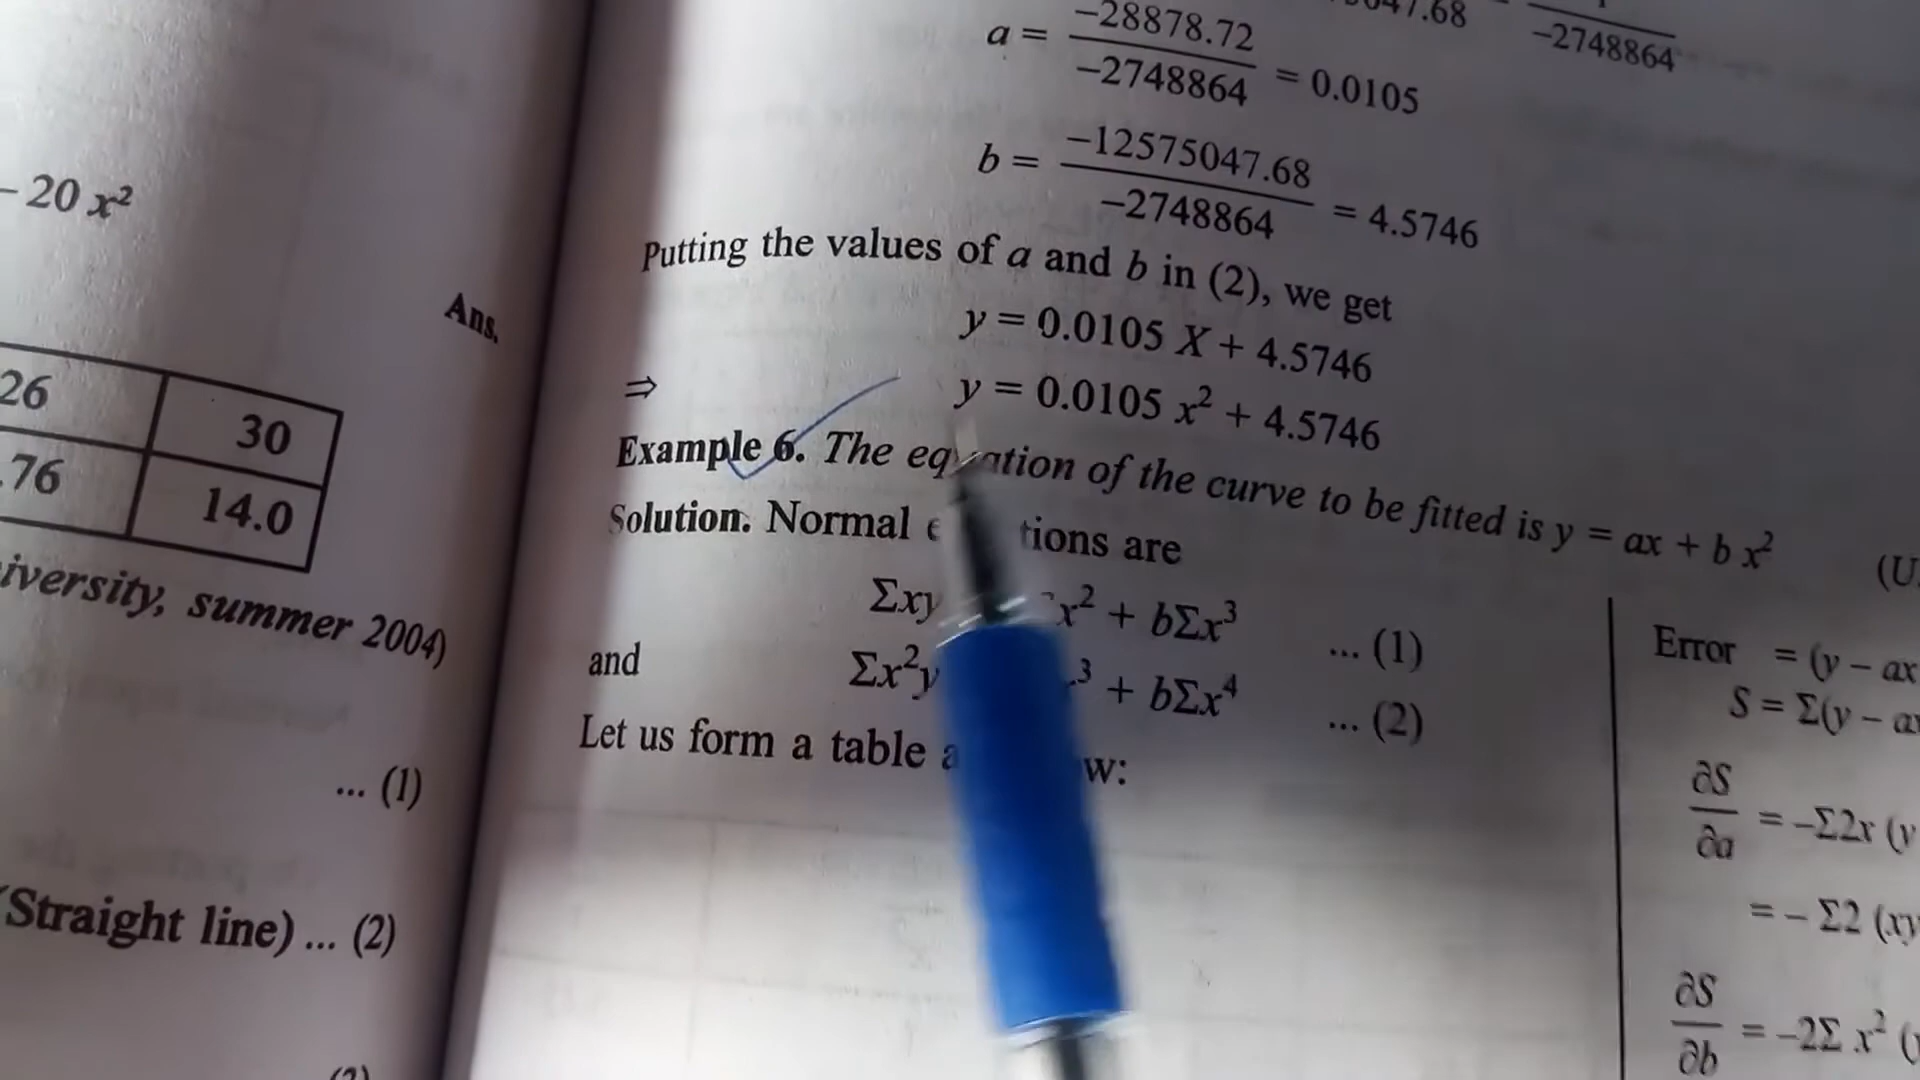 – 20 x²
Ans.
26 30
.76 14.0
iversity, summer 2004)
... (1)
(Straight line) ... (2)
a = −28878.72 / −2748864 = 0.0105
−2748864
b = −12575047.68 / −2748864 = 4.5746
Putting the values of a and b in (2), we get
y = 0.0105 X + 4.5746
⇒ y = 0.0105 x² + 4.5746
Example 6. The equation of the curve to be fitted is y = ax + b x²
Solution. Normal are
Σxy x² + bΣx³ ... (1)
and Σx²y ³ + bΣx⁴ ... (2)
Let us form a table
Error = (y – ax
S = Σ(y – ax
∂S / ∂a = –Σ2x (y
= – Σ2 (xy
∂S / ∂b = –2Σ x² (